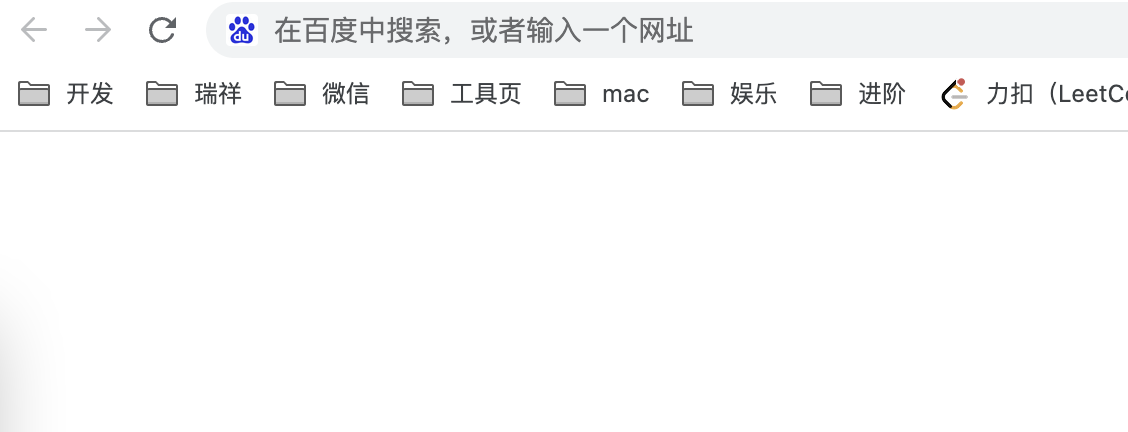 du 在百度中搜索，或者输入一个网址
开发 瑞祥 微信 工具页 mac 娱乐 进阶 力扣（LeetC